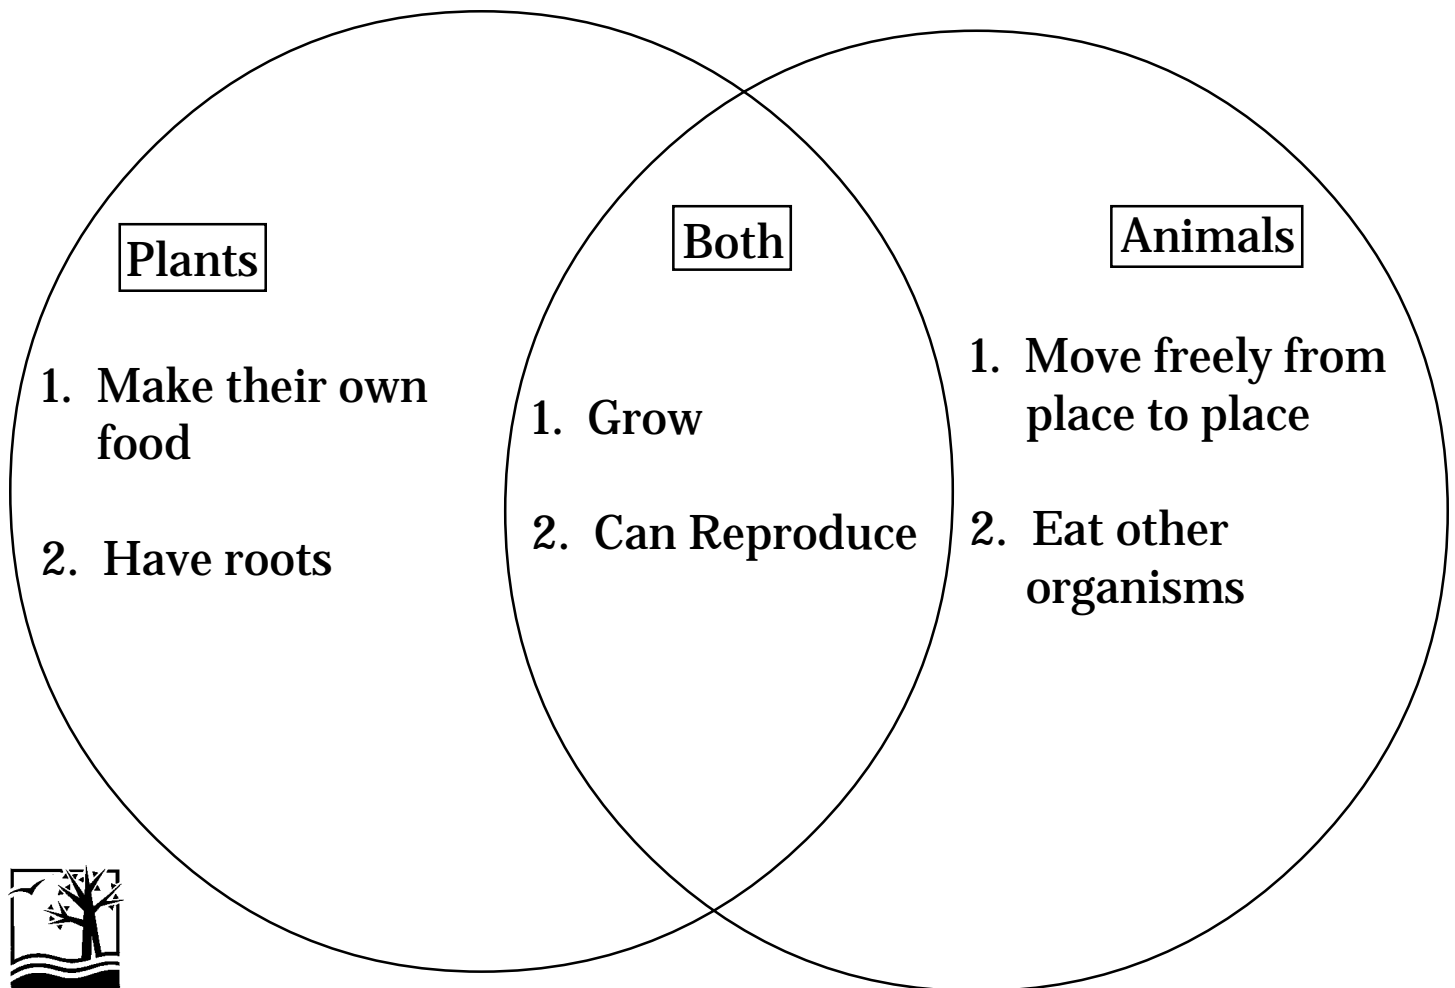 Plants
1. Make their own
food
2. Have roots
Both
1. Grow
2. Can Reproduce
Animals
1. Move freely from
place to place
2. Eat other
organisms